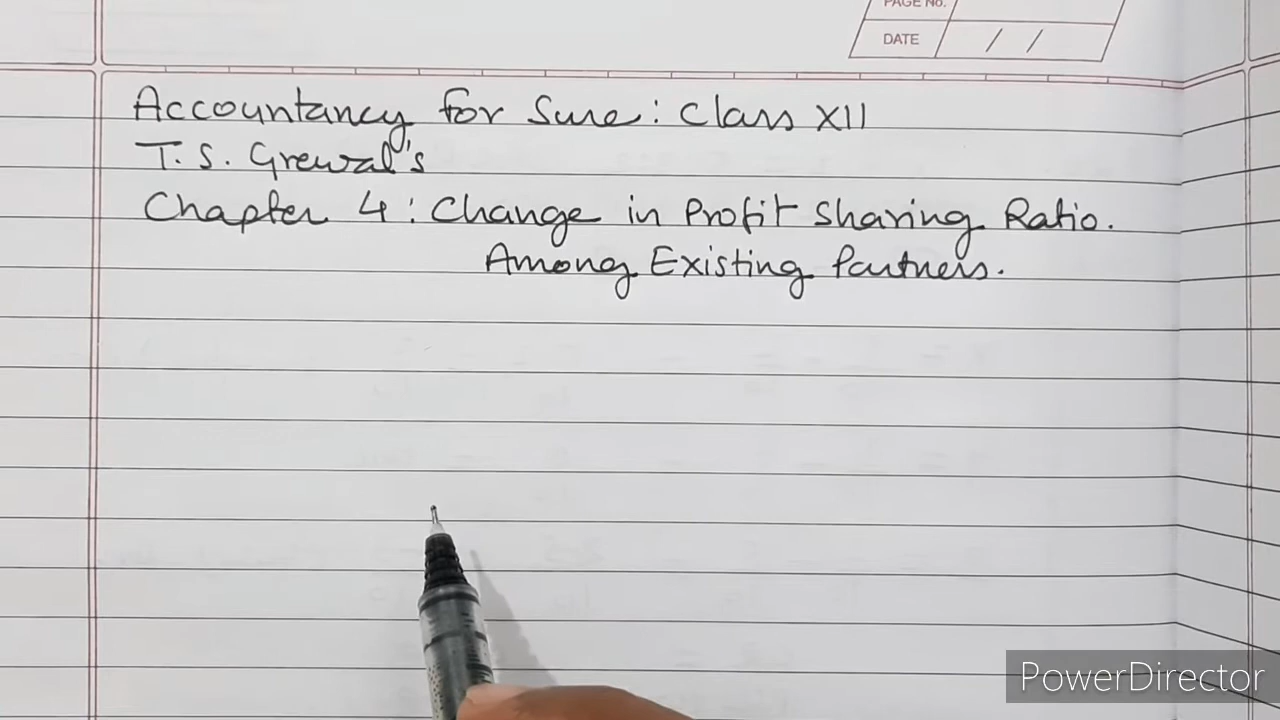 PAGE No.
DATE / /
Accountancy for Sure: Class XII
T.S. Grewal's
Chapter 4: Change in Profit Sharing Ratio.
Among Existing Partners.
PowerDirector